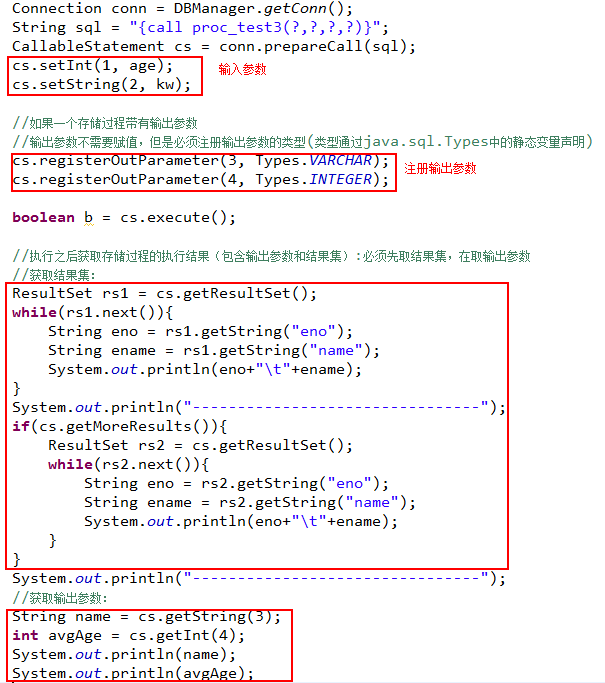 Connection conn = DBManager.getConn();
String sql = "{call proc_test3(?,?,?,?)}";
CallableStatement cs = conn.prepareCall(sql);
cs.setInt(1, age); 输入参数
cs.setString(2, kw);
//如果一个存储过程带有输出参数
//输出参数不需要赋值，但是必须注册输出参数的类型(类型通过java.sql.Types中的静态变量声明)
cs.registerOutParameter(3, Types.VARCHAR); 注册输出参数
cs.registerOutParameter(4, Types.INTEGER);
boolean b = cs.execute();
//执行之后获取存储过程的执行结果（包含输出参数和结果集）:必须先取结果集，在取输出参数
//获取结果集:
ResultSet rs1 = cs.getResultSet();
while(rs1.next()){
String eno = rs1.getString("eno");
String ename = rs1.getString("name");
System.out.println(eno+"\t"+ename);
}
System.out.println("--------------------------------");
if(cs.getMoreResults()){
ResultSet rs2 = cs.getResultSet();
while(rs2.next()){
String eno = rs2.getString("eno");
String ename = rs2.getString("name");
System.out.println(eno+"\t"+ename);
}
}
System.out.println("--------------------------------");
//获取输出参数:
String name = cs.getString(3);
int avgAge = cs.getInt(4);
System.out.println(name);
System.out.println(avgAge);